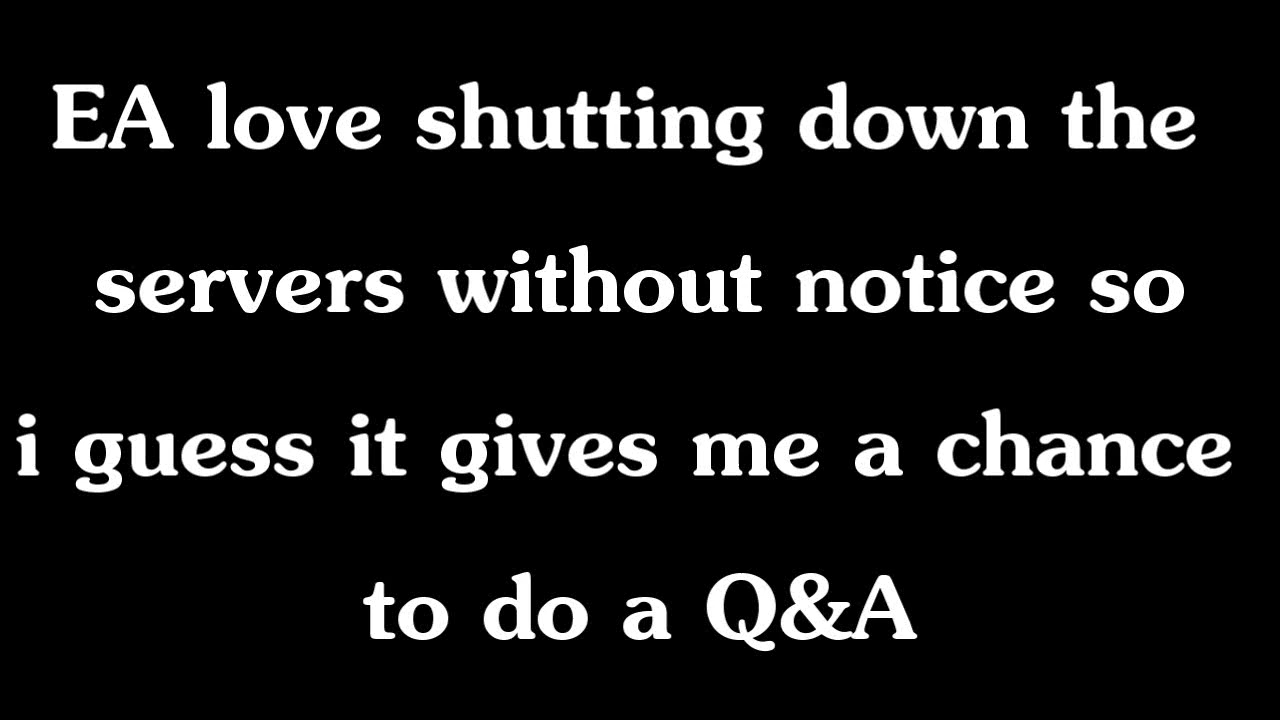 EA love shutting down the
servers without notice so
i guess it gives me a chance
to do a Q&A